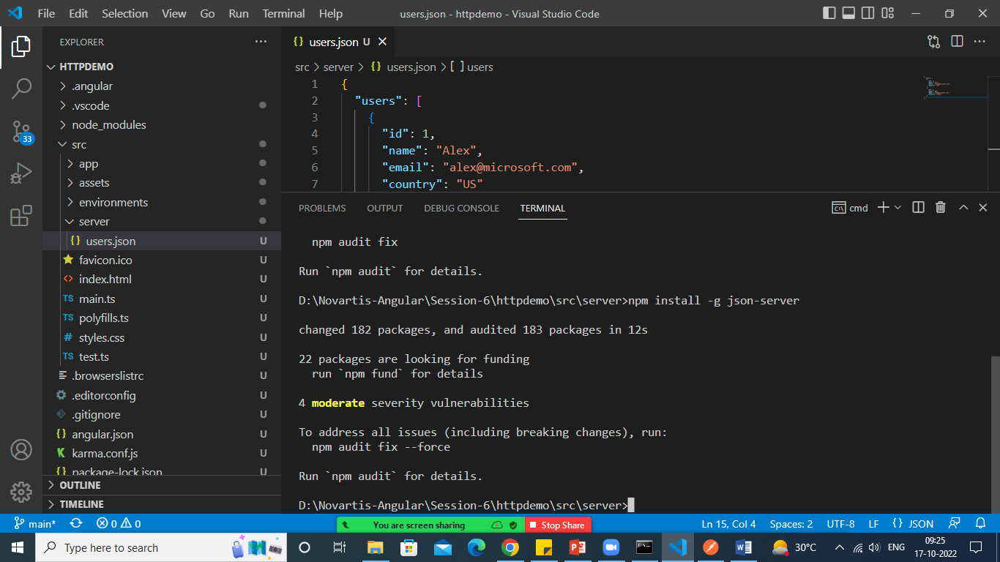 File Edit Selection View Go Run Terminal Help users.json - httpdemo - Visual Studio Code
EXPLORER
HTTPDEMO
.angular
.vscode
node_modules
src
app
assets
environments
server
users.json U
favicon.ico U
index.html U
TS main.ts U
TS polyfills.ts U
# styles.css U
TS test.ts U
.browserslistrc U
.editorconfig U
.gitignore U
{} angular.json U
K karma.conf.js U
{} package-lock.json U
OUTLINE
TIMELINE
33
{} users.json U
src > server > {} users.json > [ ] users
1 {
2 "users": [
3 {
4 "id": 1,
5 "name": "Alex",
6 "email": "alex@microsoft.com",
7 "country": "US"
PROBLEMS OUTPUT DEBUG CONSOLE TERMINAL cmd
npm audit fix
Run `npm audit` for details.
D:\Novartis-Angular\Session-6\httpdemo\src\server>npm install -g json-server
changed 182 packages, and audited 183 packages in 12s
22 packages are looking for funding
run `npm fund` for details
4 moderate severity vulnerabilities
To address all issues (including breaking changes), run:
npm audit fix --force
Run `npm audit` for details.
D:\Novartis-Angular\Session-6\httpdemo\src\server>
main* 0 0 You are screen sharing Stop Share Ln 15, Col 4 Spaces: 2 UTF-8 LF {} JSON
Type here to search 30°C ENG 09:25
17-10-2022